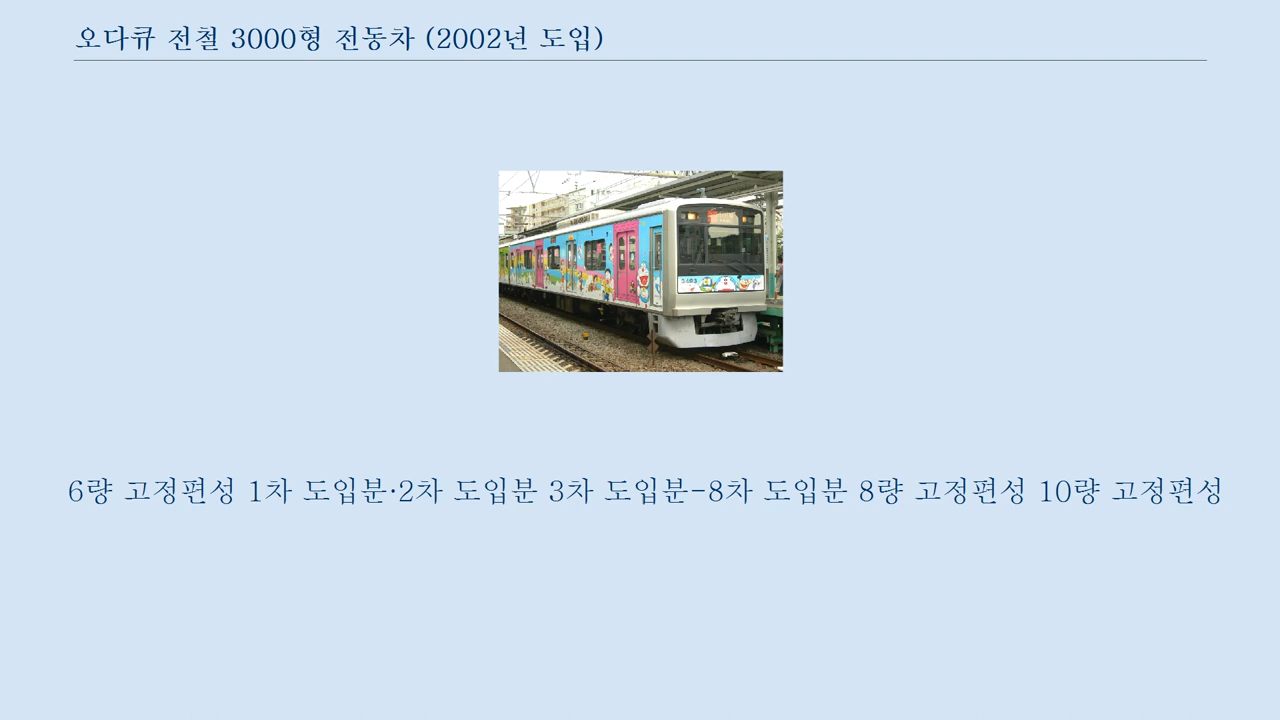 오다큐 전철 3000형 전동차 (2002년 도입)
6량 고정편성 1차 도입분·2차 도입분 3차 도입분-8차 도입분 8량 고정편성 10량 고정편성